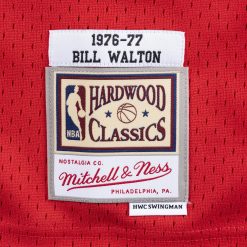 1976-77
BILL WALTON
HARDWOOD
NBA
CLASSICS
NOSTALGIA CO.
Mitchell & Ness
PHILADELPHIA, PA.
HWC SWINGMAN